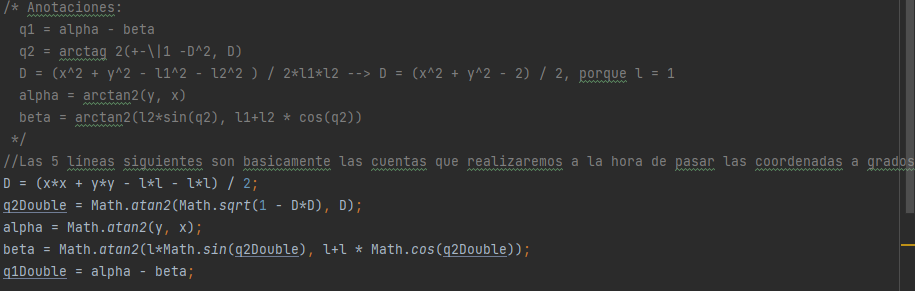 /* Anotaciones:
q1 = alpha - beta
q2 = arctag 2(+-\|1 -D^2, D)
D = (x^2 + y^2 - l1^2 - l2^2 ) / 2*l1*l2 --> D = (x^2 + y^2 - 2) / 2, porque l = 1
alpha = arctan2(y, x)
beta = arctan2(l2*sin(q2), l1+l2 * cos(q2))
*/
//Las 5 líneas siguientes son basicamente las cuentas que realizaremos a la hora de pasar las coordenadas a grados
D = (x*x + y*y - l*l - l*l) / 2;
q2Double = Math.atan2(Math.sqrt(1 - D*D), D);
alpha = Math.atan2(y, x);
beta = Math.atan2(l*Math.sin(q2Double), l+l * Math.cos(q2Double));
q1Double = alpha - beta;